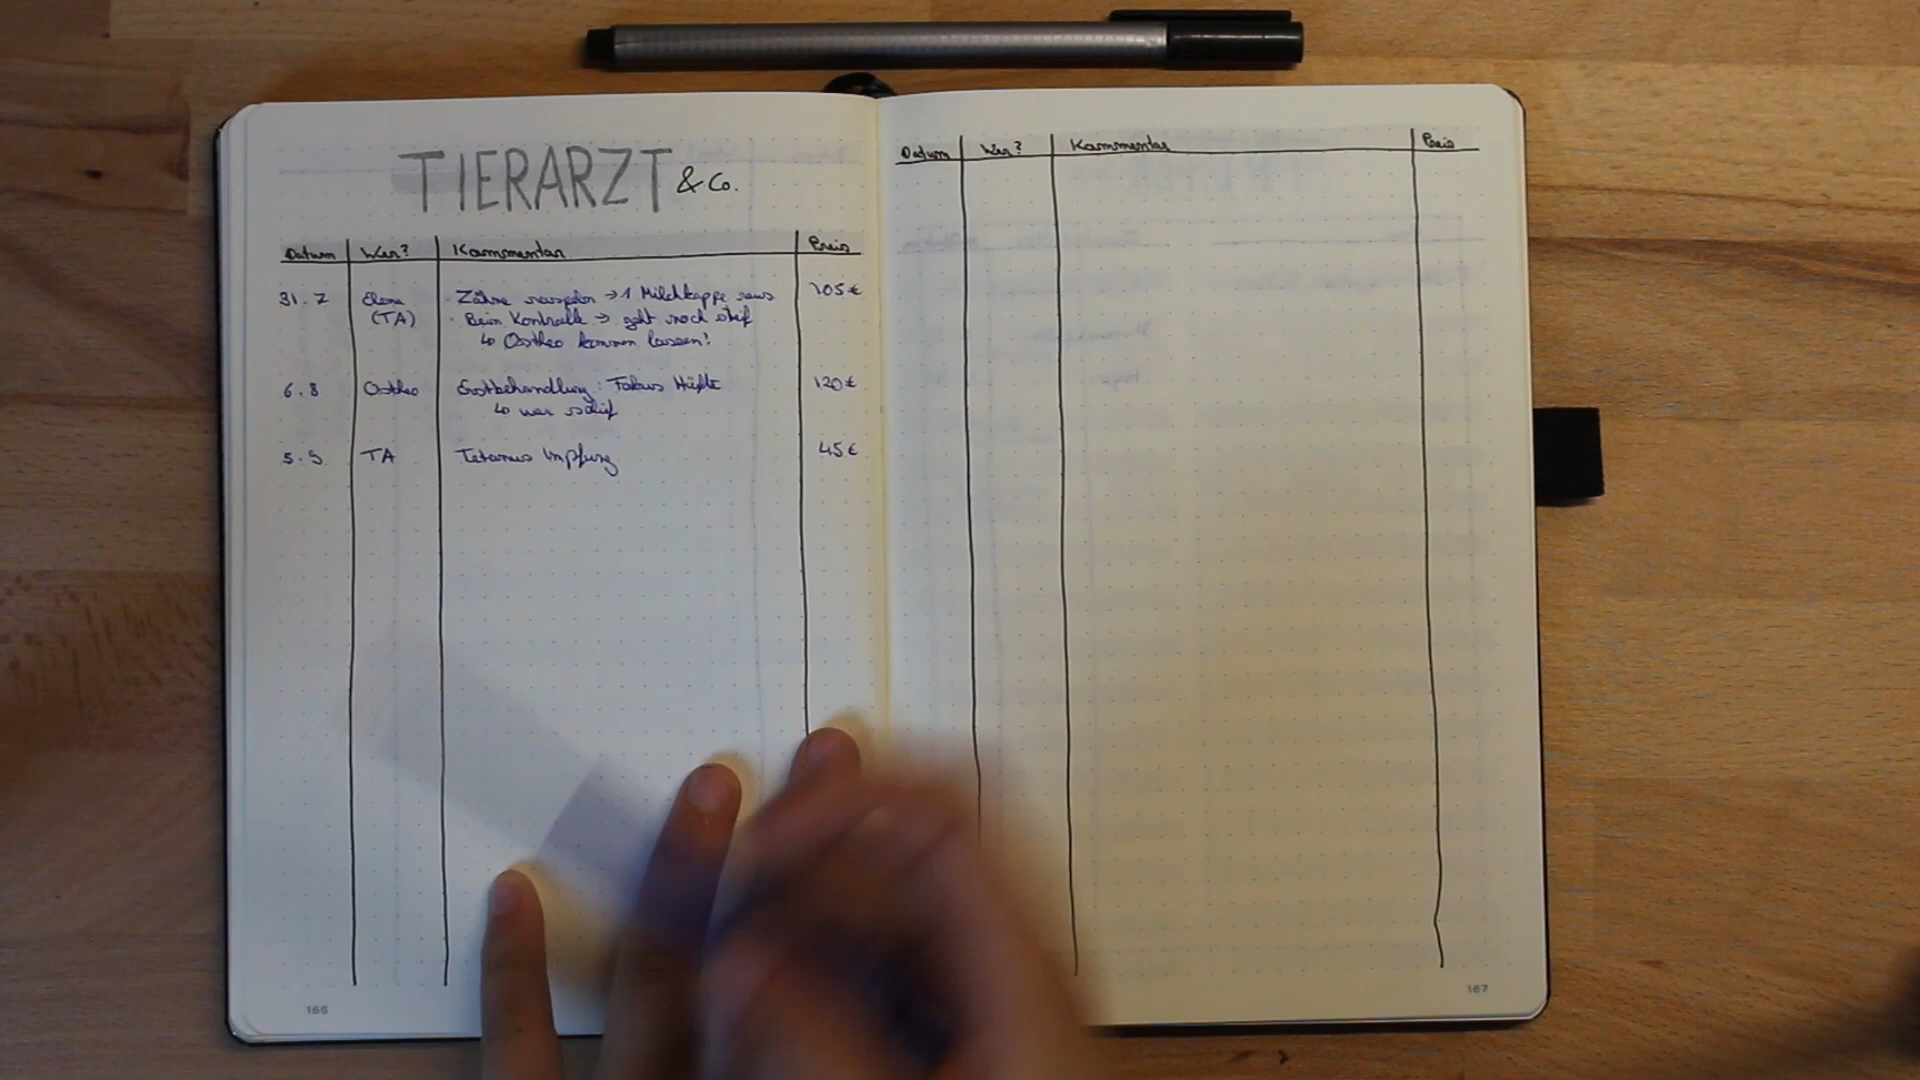 TIERARZT & Co.
Datum Wer? Kommentar Preis
31.7 Elena · Zähne raspeln → 1 Milchkappe raus 105€
(TA) · Bein Kontrolle → geht noch steif
↳ Osteo kommen lassen!
6.8 Osteo Erstbehandlung: Fokus Hüfte 120€
↳ war schief
5.5 TA Tetanus Impfung 45€
166
Datum Wer? Kommentar Preis
167